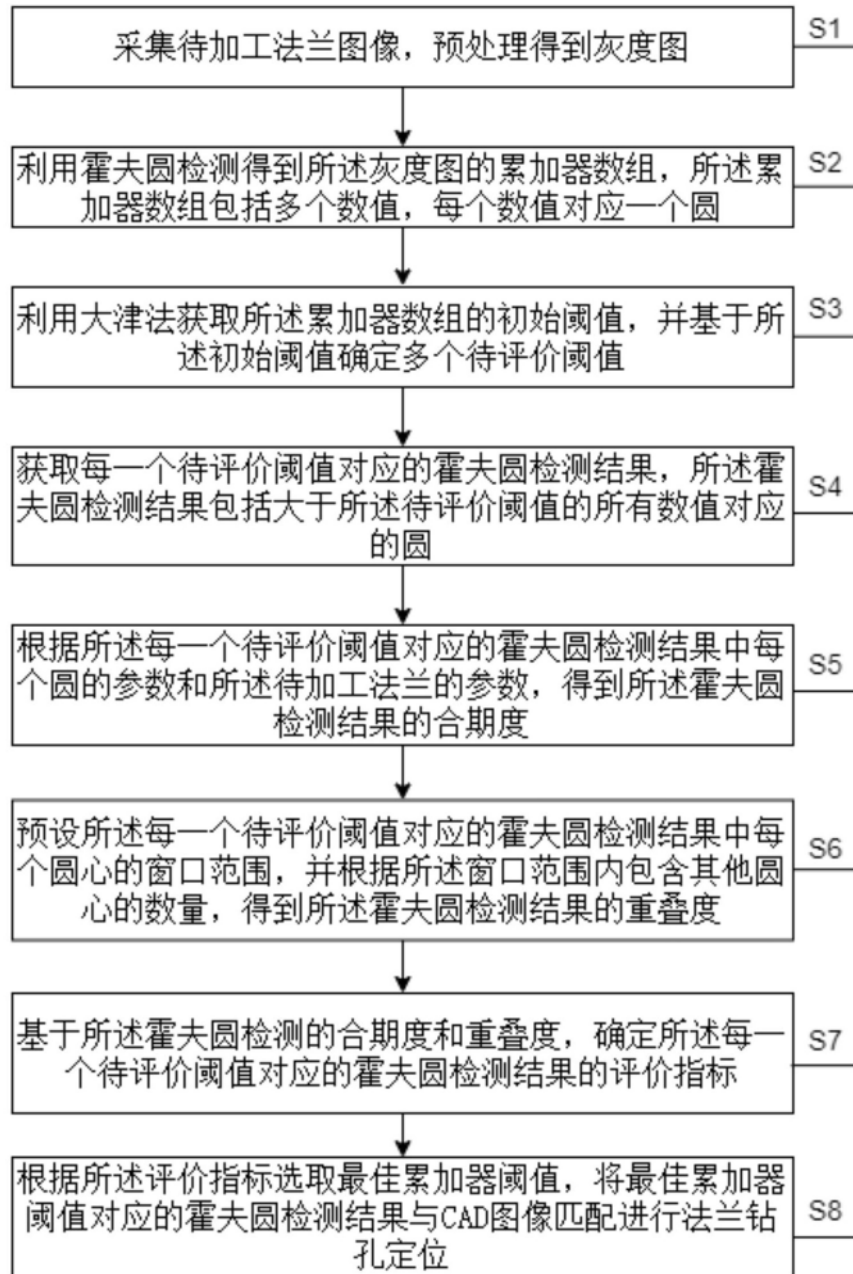 采集待加工法兰图像，预处理得到灰度图
S1
利用霍夫圆检测得到所述灰度图的累加器数组，所述累
加器数组包括多个数值，每个数值对应一个圆
S2
利用大津法获取所述累加器数组的初始阈值，并基于所
述初始阈值确定多个待评价阈值
S3
获取每一个待评价阈值对应的霍夫圆检测结果，所述霍
夫圆检测结果包括大于所述待评价阈值的所有数值对应
的圆
S4
根据所述每一个待评价阈值对应的霍夫圆检测结果中每
个圆的参数和所述待加工法兰的参数，得到所述霍夫圆
检测结果的合期度
S5
预设所述每一个待评价阈值对应的霍夫圆检测结果中每
个圆心的窗口范围，并根据所述窗口范围内包含其他圆
心的数量，得到所述霍夫圆检测结果的重叠度
S6
基于所述霍夫圆检测的合期度和重叠度，确定所述每一
个待评价阈值对应的霍夫圆检测结果的评价指标
S7
根据所述评价指标选取最佳累加器阈值，将最佳累加器
阈值对应的霍夫圆检测结果与CAD图像匹配进行法兰钻
孔定位
S8